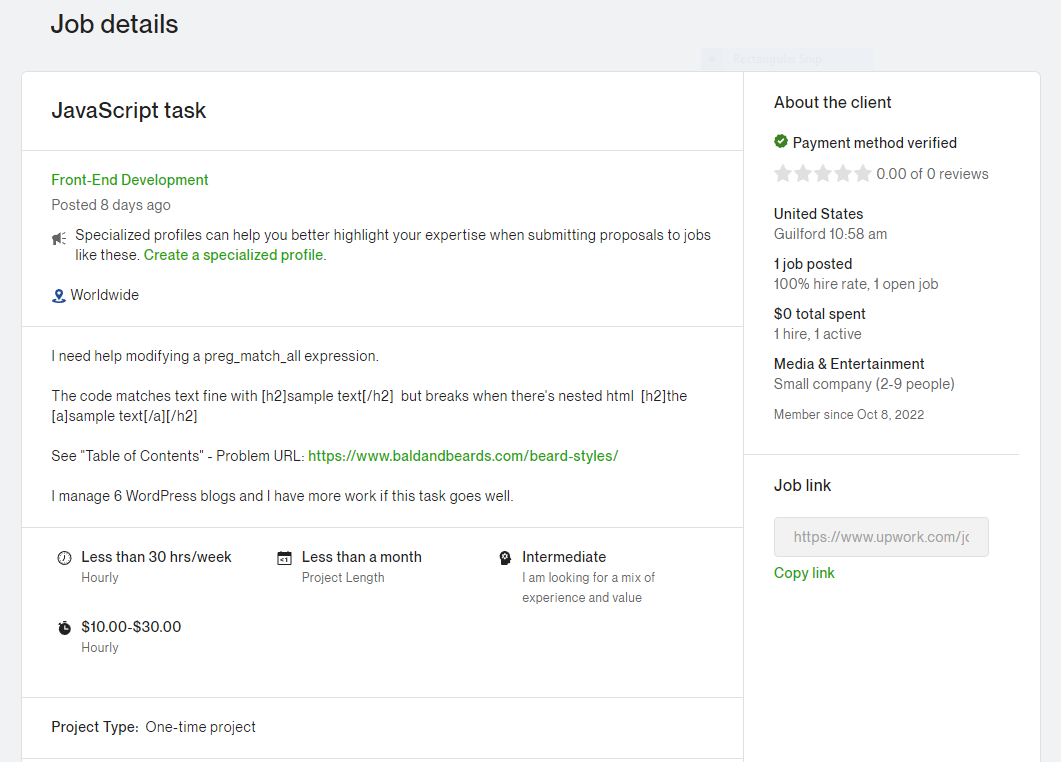 Job details
Rectangular Snip
JavaScript task
Front-End Development
Posted 8 days ago
Specialized profiles can help you better highlight your expertise when submitting proposals to jobs
like these. Create a specialized profile.
Worldwide
I need help modifying a preg_match_all expression.
The code matches text fine with [h2]sample text[/h2]  but breaks when there's nested html  [h2]the
[a]sample text[/a][/h2]
See "Table of Contents" - Problem URL: https://www.baldandbeards.com/beard-styles/
I manage 6 WordPress blogs and I have more work if this task goes well.
Less than 30 hrs/week
Hourly
Less than a month
Project Length
Intermediate
I am looking for a mix of
experience and value
$10.00-$30.00
Hourly
Project Type: One-time project
About the client
Payment method verified
0.00 of 0 reviews
United States
Guilford 10:58 am
1 job posted
100% hire rate, 1 open job
$0 total spent
1 hire, 1 active
Media & Entertainment
Small company (2-9 people)
Member since Oct 8, 2022
Job link
https://www.upwork.com/jo
Copy link